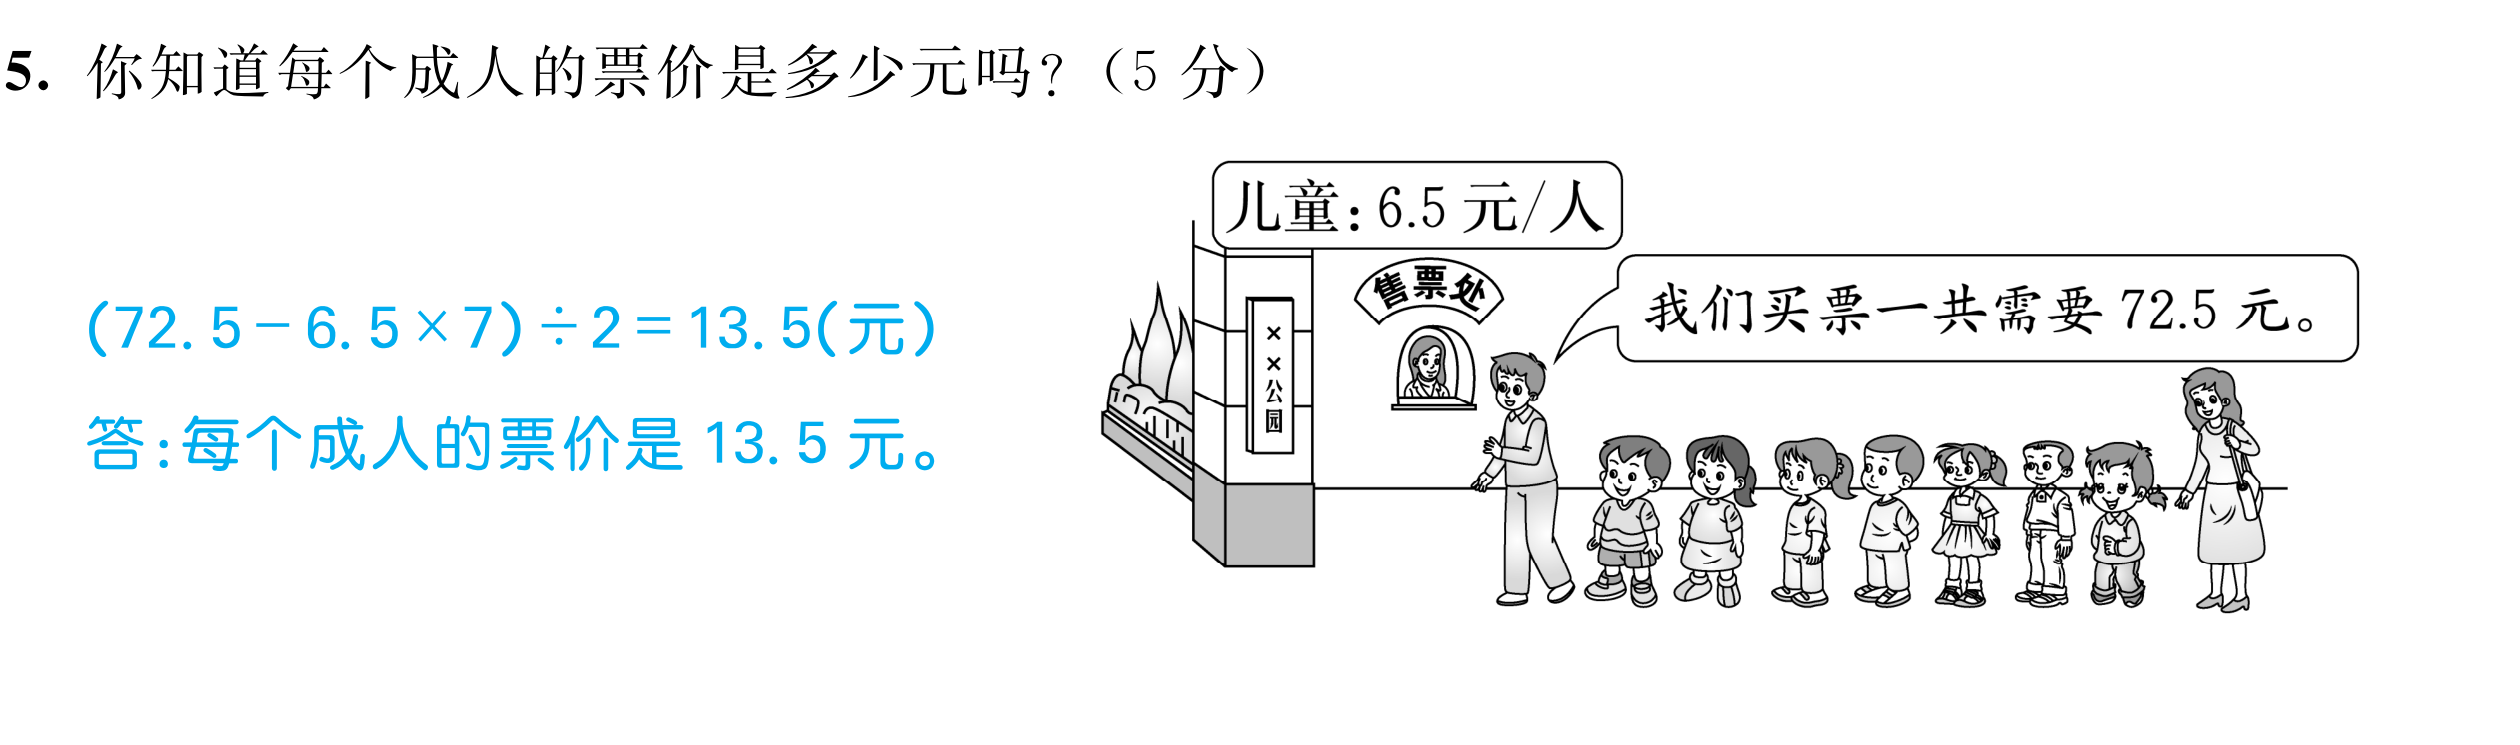 5. 你知道每个成人的票价是多少元吗？（5 分）
儿童：6.5元/人
我们买票一共需要 72.5 元。
售票处
××公园
(72.5－6.5×7)÷2＝13.5(元)
答：每个成人的票价是 13.5 元。